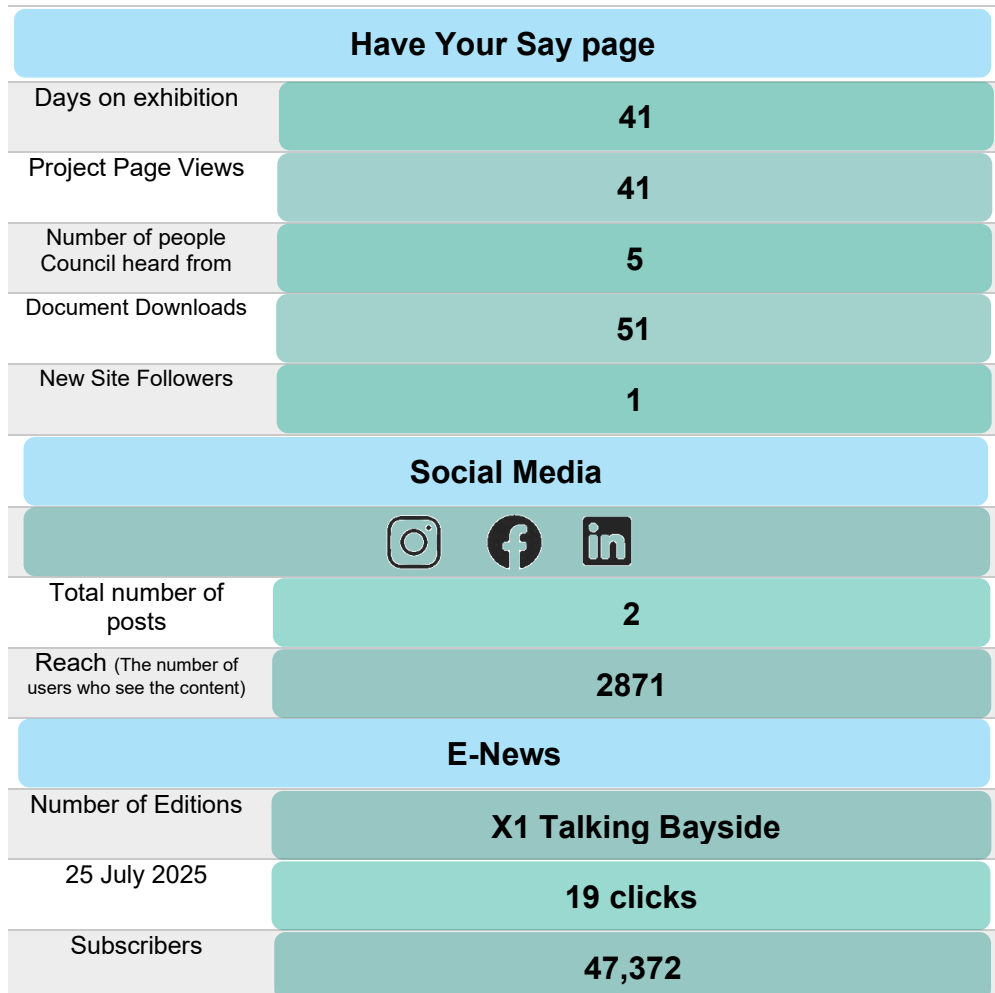 Have Your Say page
Days on exhibition
41
Project Page Views
41
Number of people
Council heard from
5
Document Downloads
51
New Site Followers
1
Social Media
Total number of
posts
2
Reach (The number of
users who see the content)
2871
E-News
Number of Editions
X1 Talking Bayside
25 July 2025
19 clicks
Subscribers
47,372